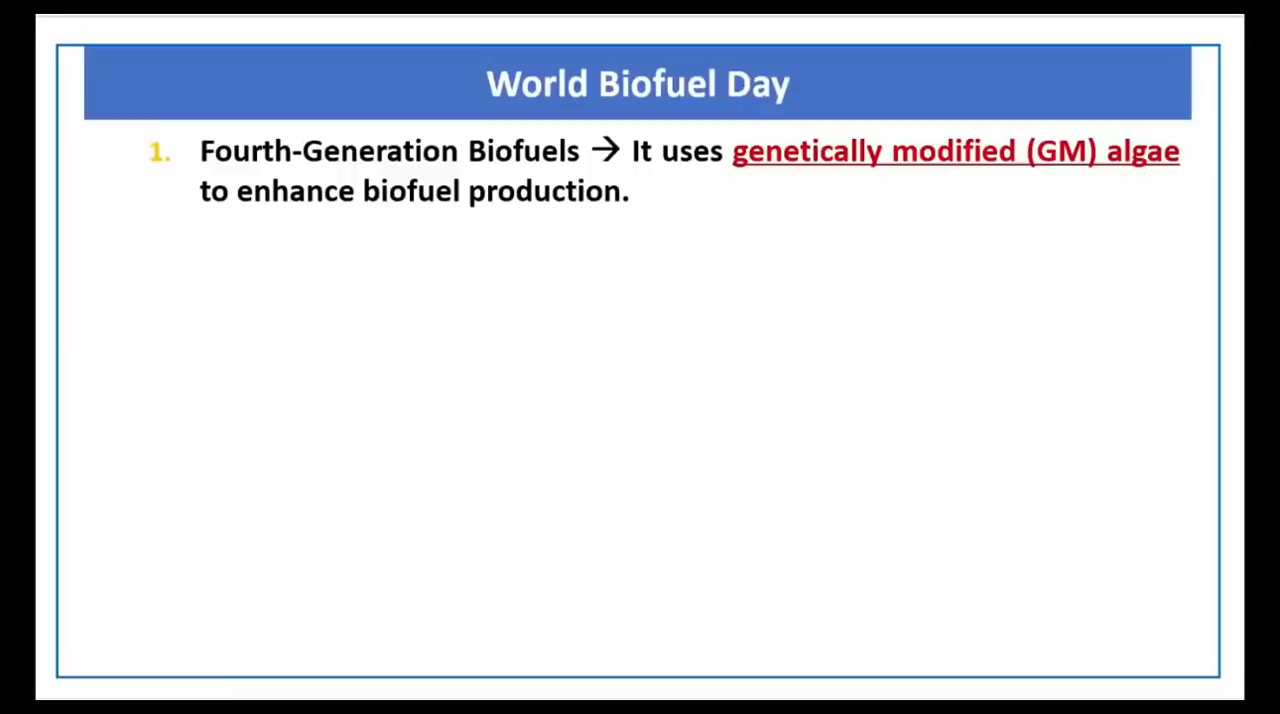 World Biofuel Day
1. Fourth-Generation Biofuels → It uses genetically modified (GM) algae
to enhance biofuel production.